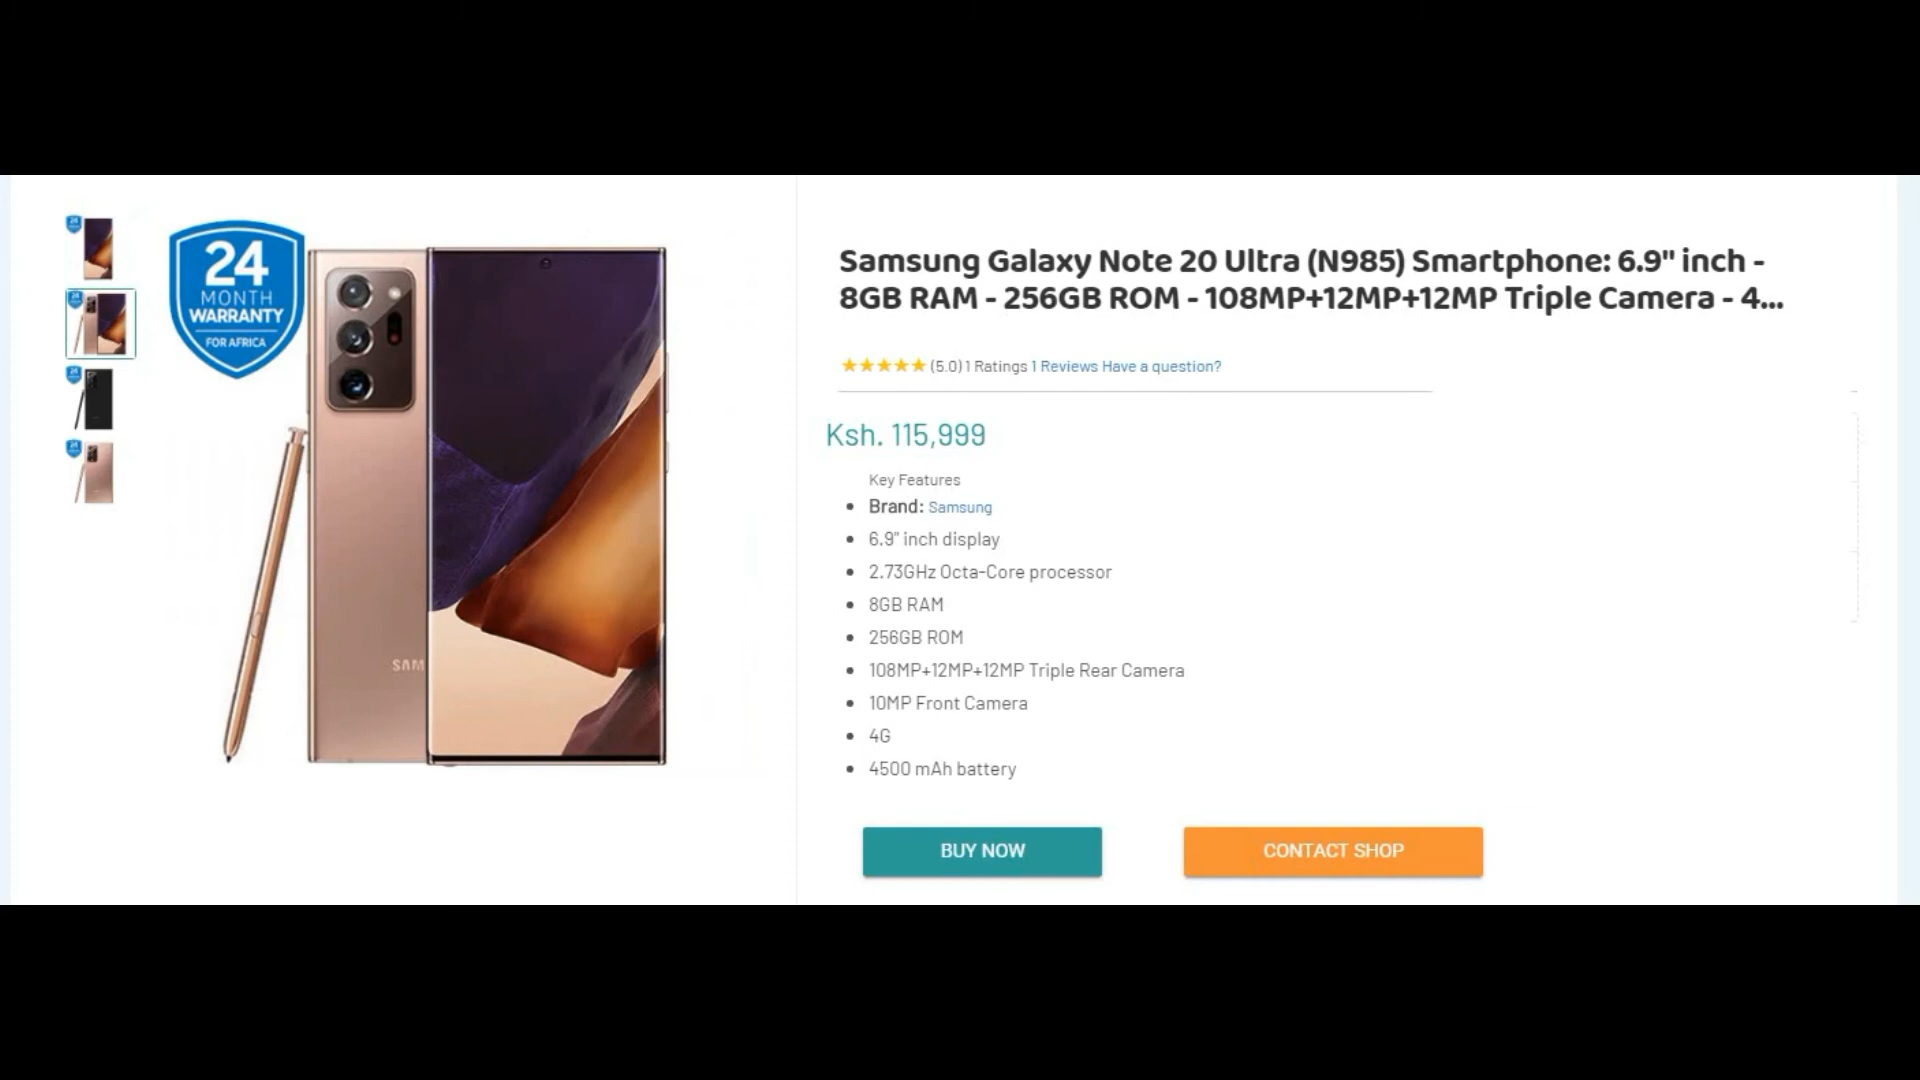 24
MONTH
WARRANTY
FOR AFRICA
SAM
Samsung Galaxy Note 20 Ultra (N985) Smartphone: 6.9" inch -
8GB RAM - 256GB ROM - 108MP+12MP+12MP Triple Camera - 4...
(5.0) 1 Ratings 1 Reviews Have a question?
Ksh. 115,999
Key Features
Brand: Samsung
6.9" inch display
2.73GHz Octa-Core processor
8GB RAM
256GB ROM
108MP+12MP+12MP Triple Rear Camera
10MP Front Camera
4G
4500 mAh battery
BUY NOW
CONTACT SHOP